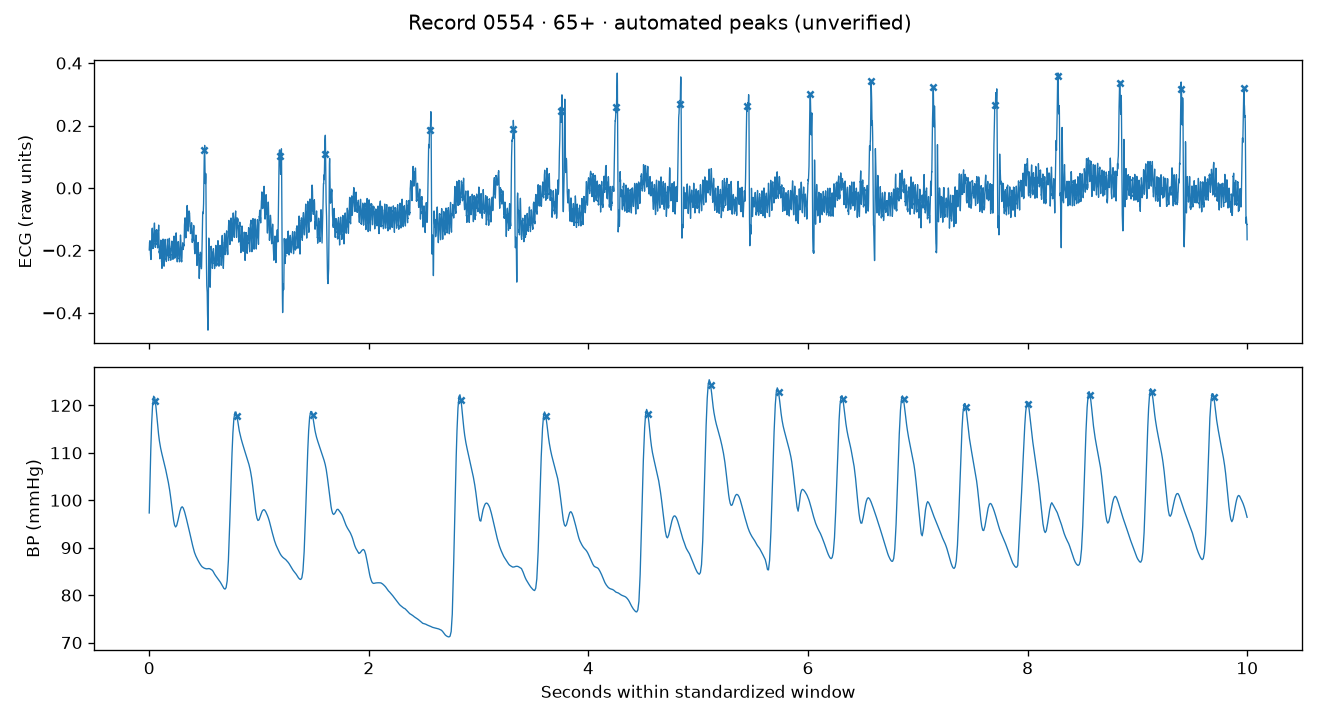 Record 0554 · 65+ · automated peaks (unverified)
0.4
0.2
0.0
−0.2
−0.4
ECG (raw units)
120
110
100
90
80
70
BP (mmHg)
0 2 4 6 8 10
Seconds within standardized window